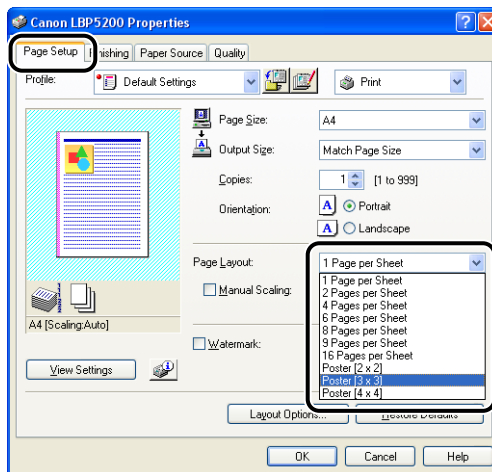 Canon LBP5200 Properties
Page Setup Finishing Paper Source Quality
Profile: Default Settings Print
Page Size: A4
Output Size: Match Page Size
Copies: 1 [1 to 999]
Orientation: A Portrait
A Landscape
Page Layout: 1 Page per Sheet
Manual Scaling:
1 Page per Sheet
2 Pages per Sheet
4 Pages per Sheet
6 Pages per Sheet
8 Pages per Sheet
9 Pages per Sheet
16 Pages per Sheet
Poster [2 x 2]
Poster [3 x 3]
Poster [4 x 4]
A4 [Scaling:Auto]
Watermark:
View Settings
Layout Options... Restore Defaults
OK Cancel Help